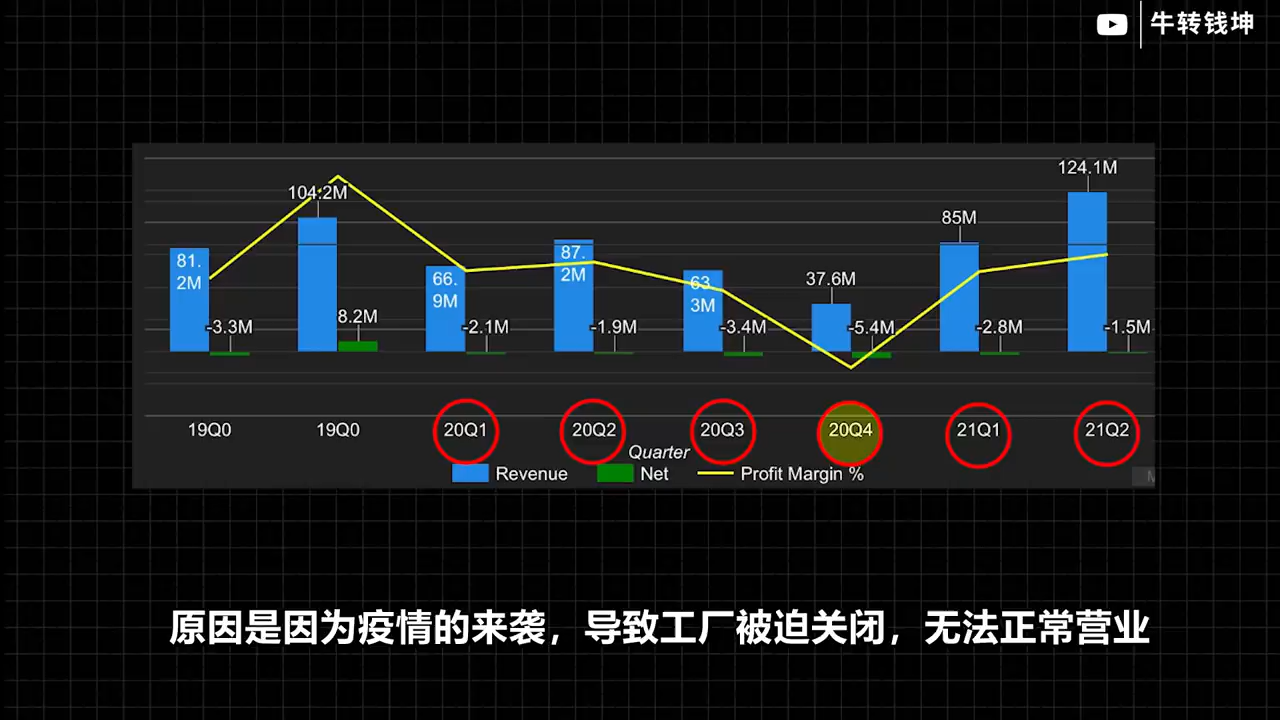 牛转钱坤
124.1M
104.2M
85M
81.
2M
87.
2M
66.
9M
63.
3M
37.6M
8.2M
-3.3M
-2.1M
-1.9M
-3.4M
-5.4M
-2.8M
-1.5M
19Q0 19Q0 20Q1 20Q2 20Q3 20Q4 21Q1 21Q2
Quarter
Revenue Net Profit Margin %
原因是因为疫情的来袭，导致工厂被迫关闭，无法正常营业